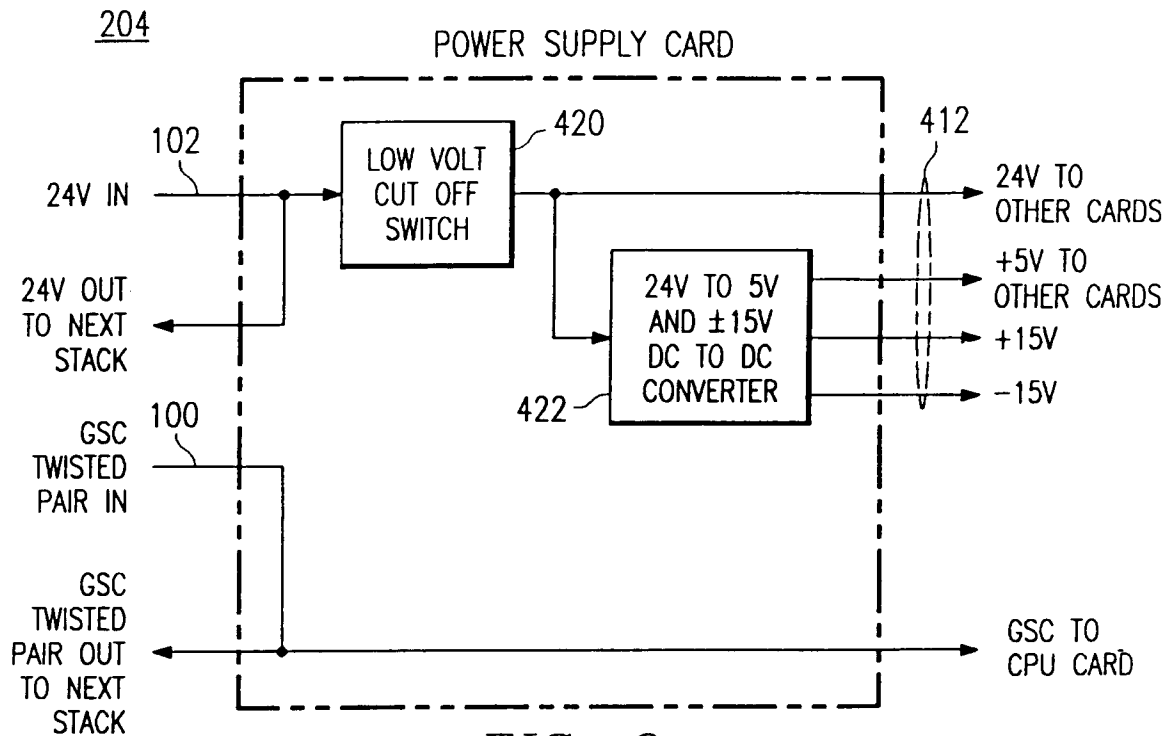 204
POWER SUPPLY CARD
102
24V IN
LOW VOLT
CUT OFF
SWITCH
420
412
24V TO
OTHER CARDS
+5V TO
OTHER CARDS
+15V
-15V
24V OUT
TO NEXT
STACK
24V TO 5V
AND ±15V
DC TO DC
CONVERTER
422
GSC
TWISTED
PAIR IN
100
GSC
TWISTED
PAIR OUT
TO NEXT
STACK
GSC TO
CPU CARD